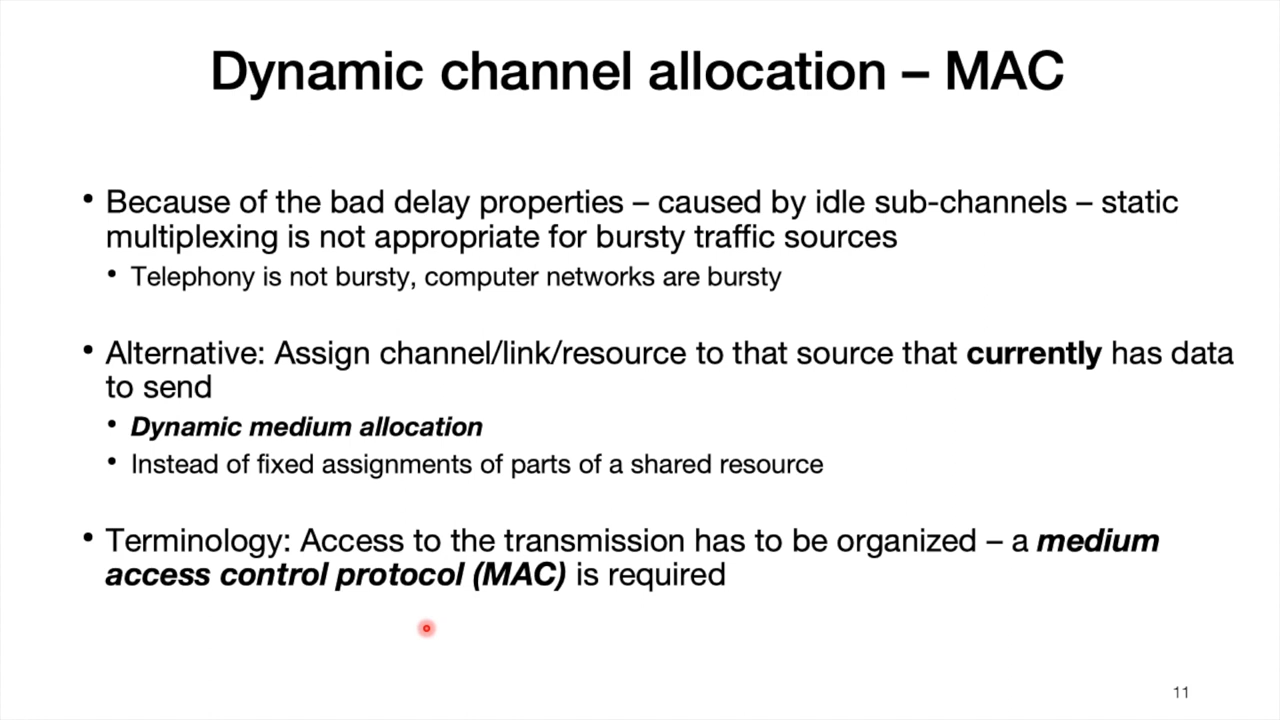 Dynamic channel allocation – MAC
• Because of the bad delay properties – caused by idle sub-channels – static
multiplexing is not appropriate for bursty traffic sources
• Telephony is not bursty, computer networks are bursty
• Alternative: Assign channel/link/resource to that source that currently has data
to send
• Dynamic medium allocation
• Instead of fixed assignments of parts of a shared resource
• Terminology: Access to the transmission has to be organized – a medium
access control protocol (MAC) is required
11